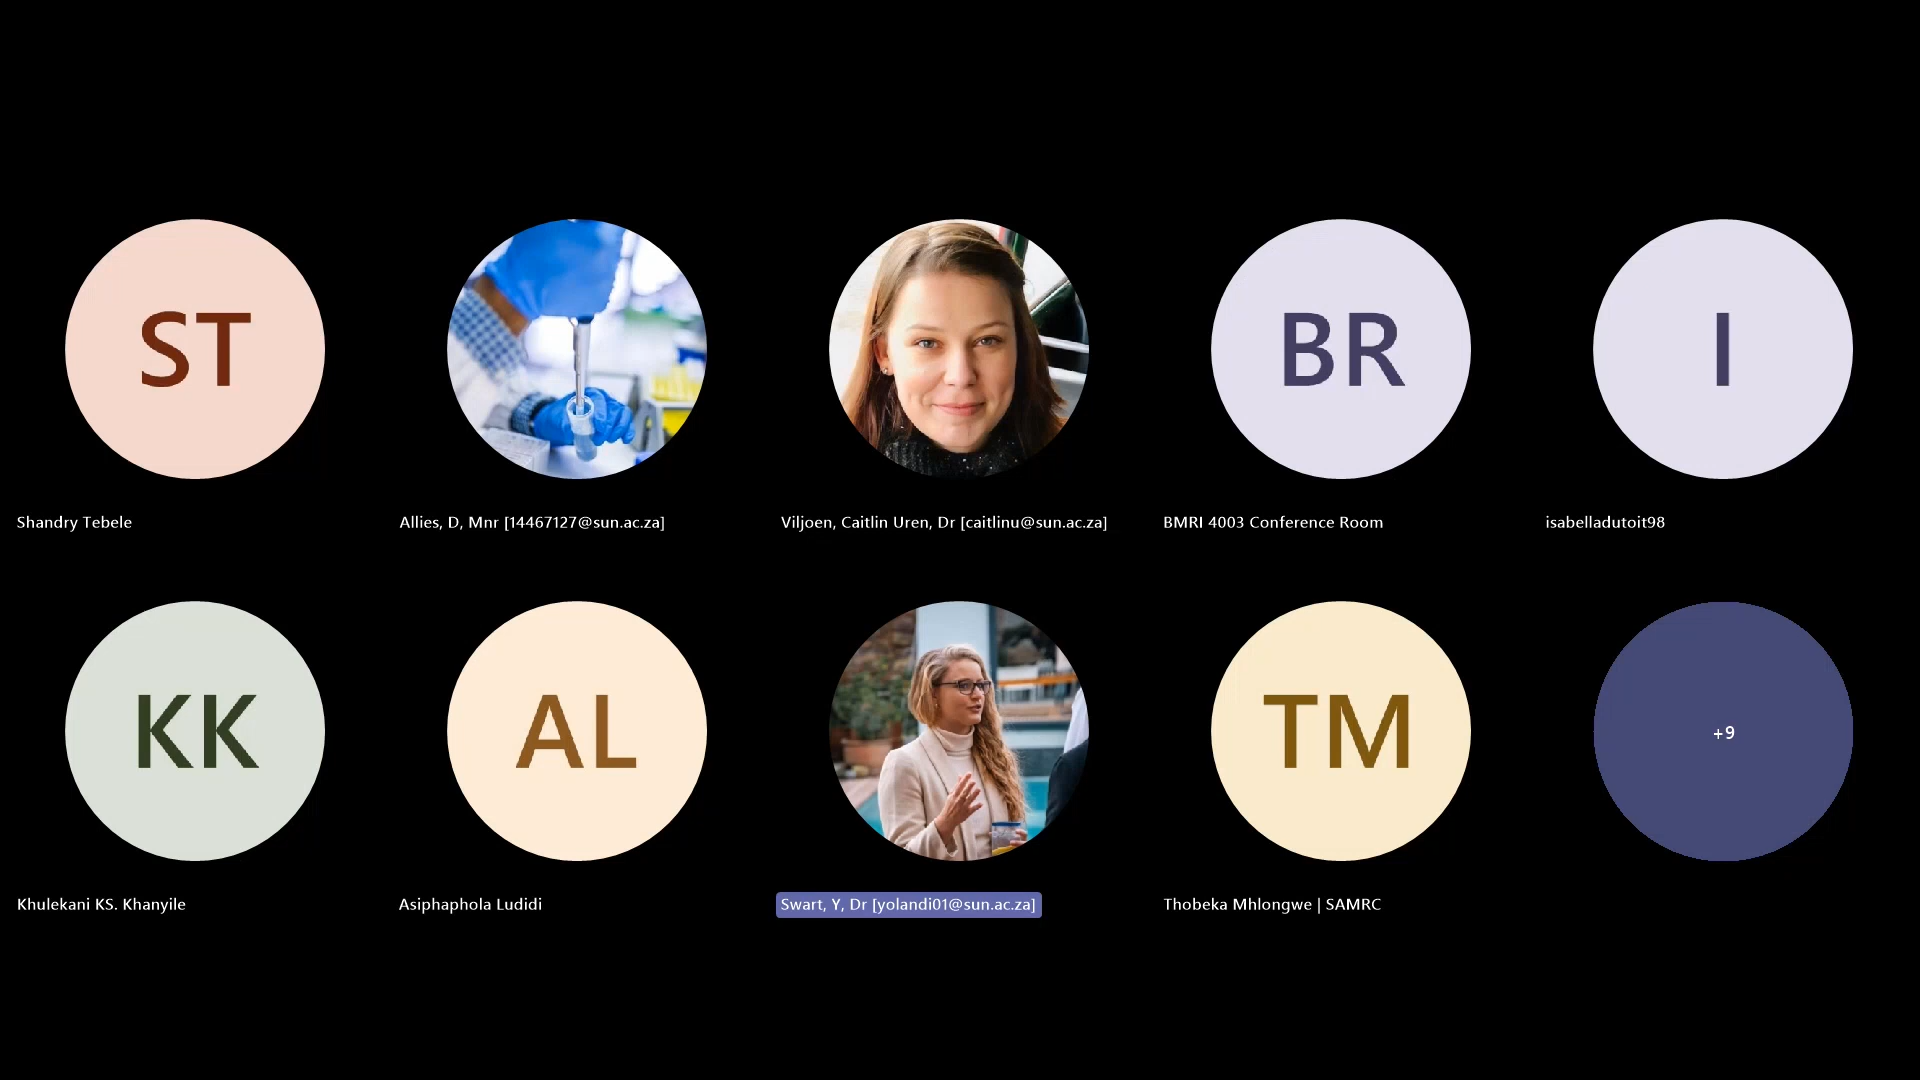 ST
BR
I
Shandry Tebele
Allies, D, Mnr [14467127@sun.ac.za]
Viljoen, Caitlin Uren, Dr [caitlinu@sun.ac.za]
BMRI 4003 Conference Room
isabelladutoit98
KK
AL
TM
+9
Khulekani KS. Khanyile
Asiphaphola Ludidi
Swart, Y, Dr [yolandi01@sun.ac.za]
Thobeka Mhlongwe | SAMRC